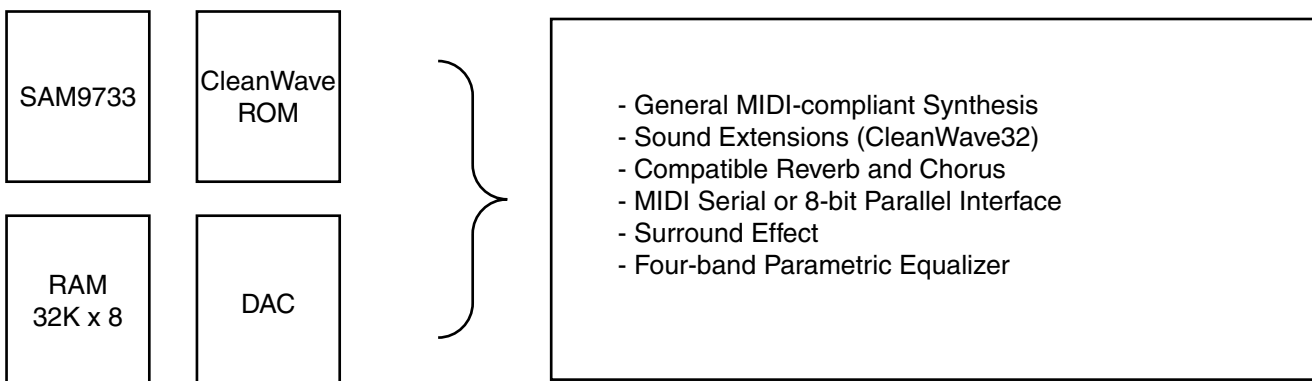 SAM9733
CleanWave
ROM
RAM
32K x 8
DAC
- General MIDI-compliant Synthesis
- Sound Extensions (CleanWave32)
- Compatible Reverb and Chorus
- MIDI Serial or 8-bit Parallel Interface
- Surround Effect
- Four-band Parametric Equalizer